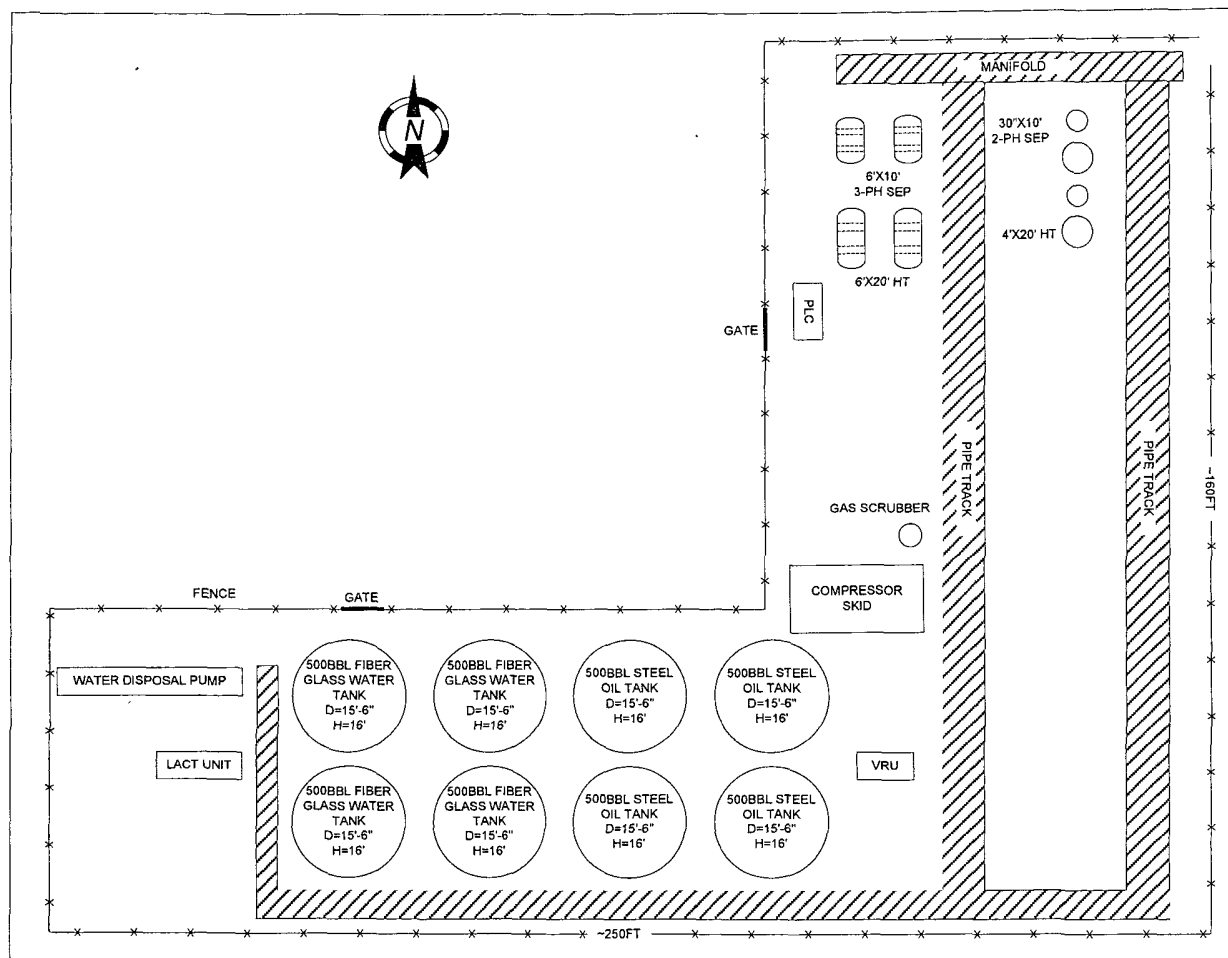 MANIFOLD
N
30"X10'
2-PH SEP
6'X10'
3-PH SEP
4'X20' HT
6'X20' HT
PLC
GATE
PIPE TRACK
PIPE TRACK
~160FT
GAS SCRUBBER
COMPRESSOR
SKID
FENCE
GATE
WATER DISPOSAL PUMP
500BBL FIBER
GLASS WATER
TANK
D=15'-6"
H=16'
500BBL FIBER
GLASS WATER
TANK
D=15'-6"
H=16'
500BBL STEEL
OIL TANK
D=15'-6"
H=16'
500BBL STEEL
OIL TANK
D=15'-6"
H=16'
LACT UNIT
VRU
500BBL FIBER
GLASS WATER
TANK
D=15'-6"
H=16'
500BBL FIBER
GLASS WATER
TANK
D=15'-6"
H=16'
500BBL STEEL
OIL TANK
D=15'-6"
H=16'
500BBL STEEL
OIL TANK
D=15'-6"
H=16'
~250FT